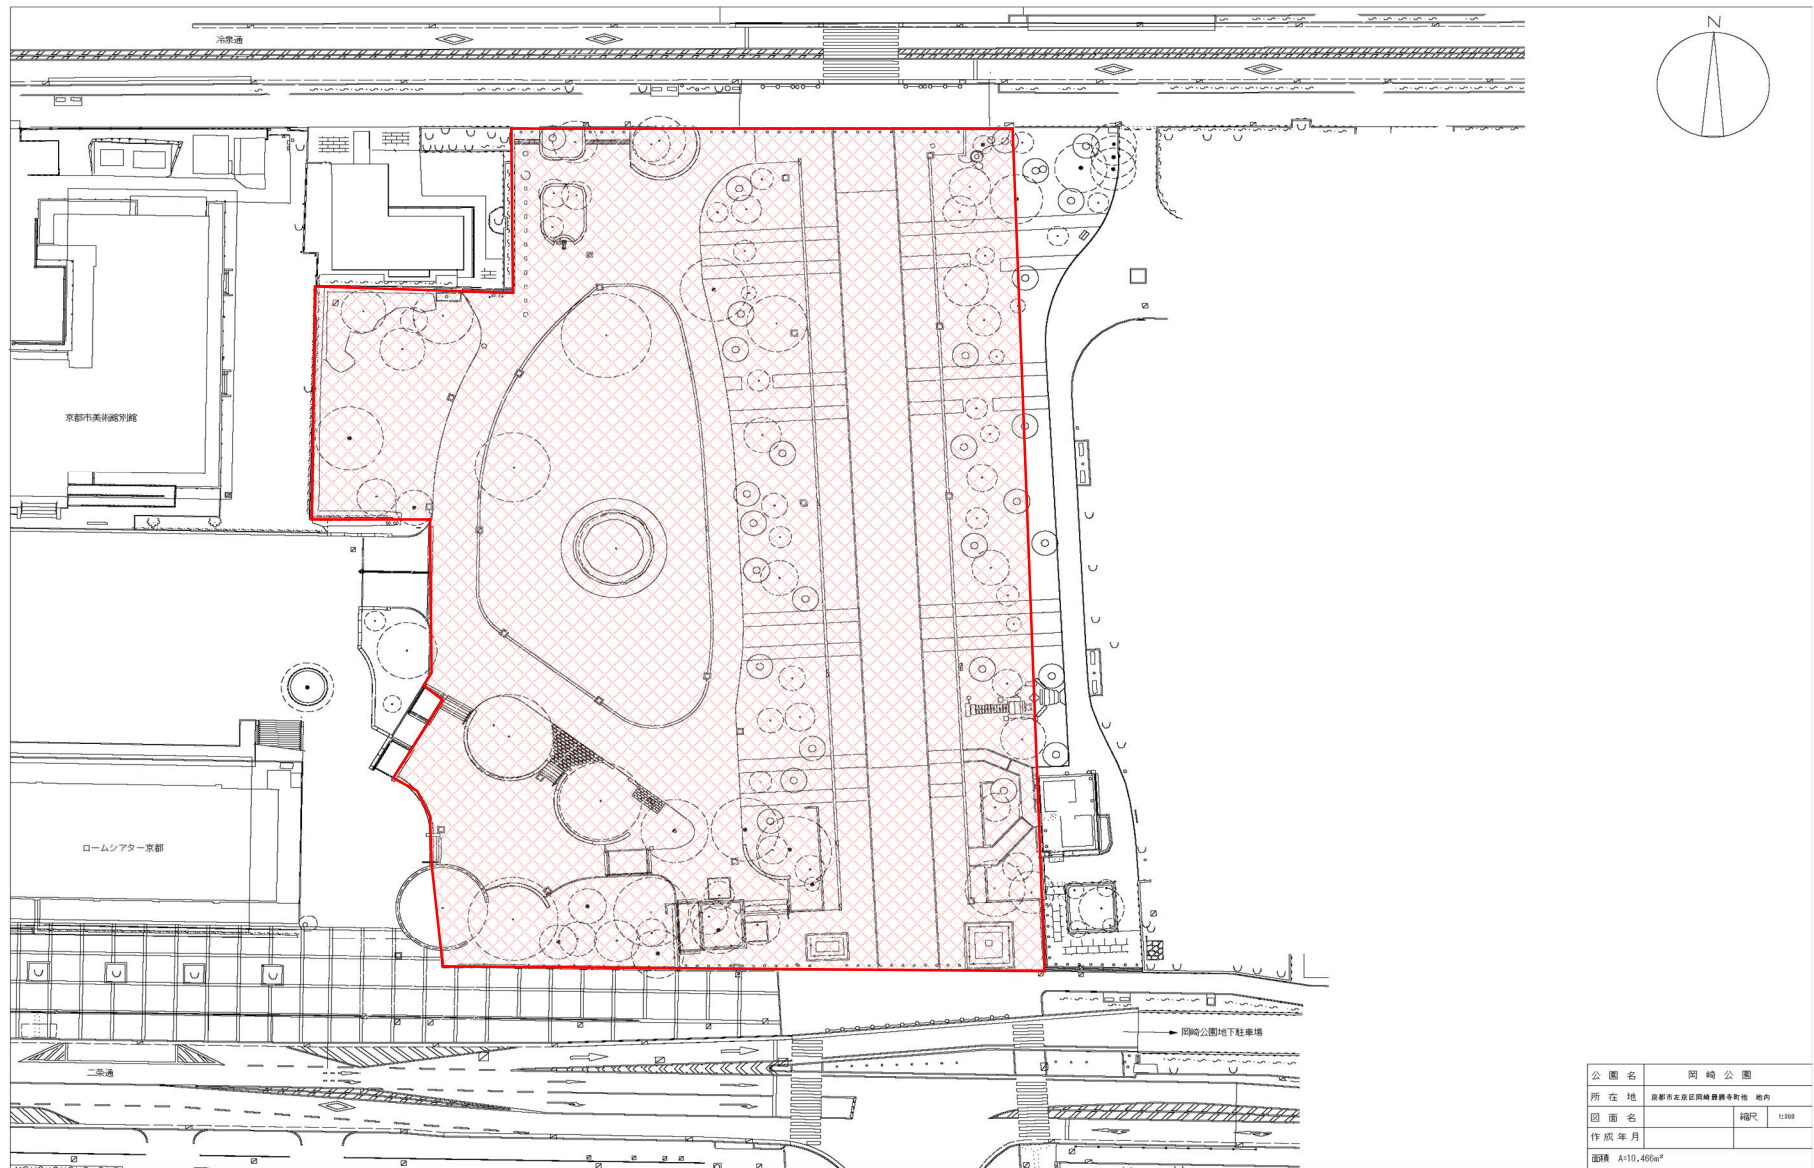 冷泉通
N
京都市美術館別館
ロームシアター京都
岡崎公園地下駐車場
二条通
公園名 岡崎公園
所在地 京都市左京区岡崎最勝寺町他 地内
図面名 縮尺 1:300
作成年月
面積 A=10,466m²